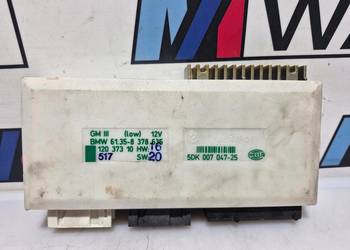 GM III (low) 12V
BMW 61.35-8 378
120 373 10 HW 16
517 SW 20
5DK 007 047-25